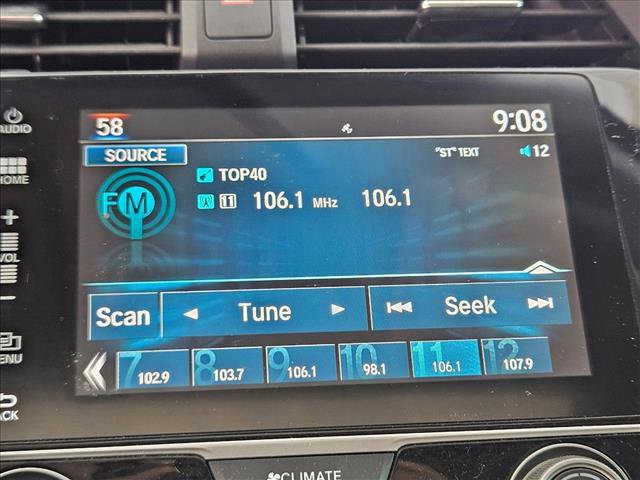 AUDIO
58
9:08
SOURCE
"ST" TEXT
12
HOME
FM
TOP40
11 106.1 MHz 106.1
+
VOL
−
Scan
Tune
Seek
MENU
7 102.9
8 103.7
9 106.1
10 98.1
11 106.1
12 107.9
BACK
CLIMATE